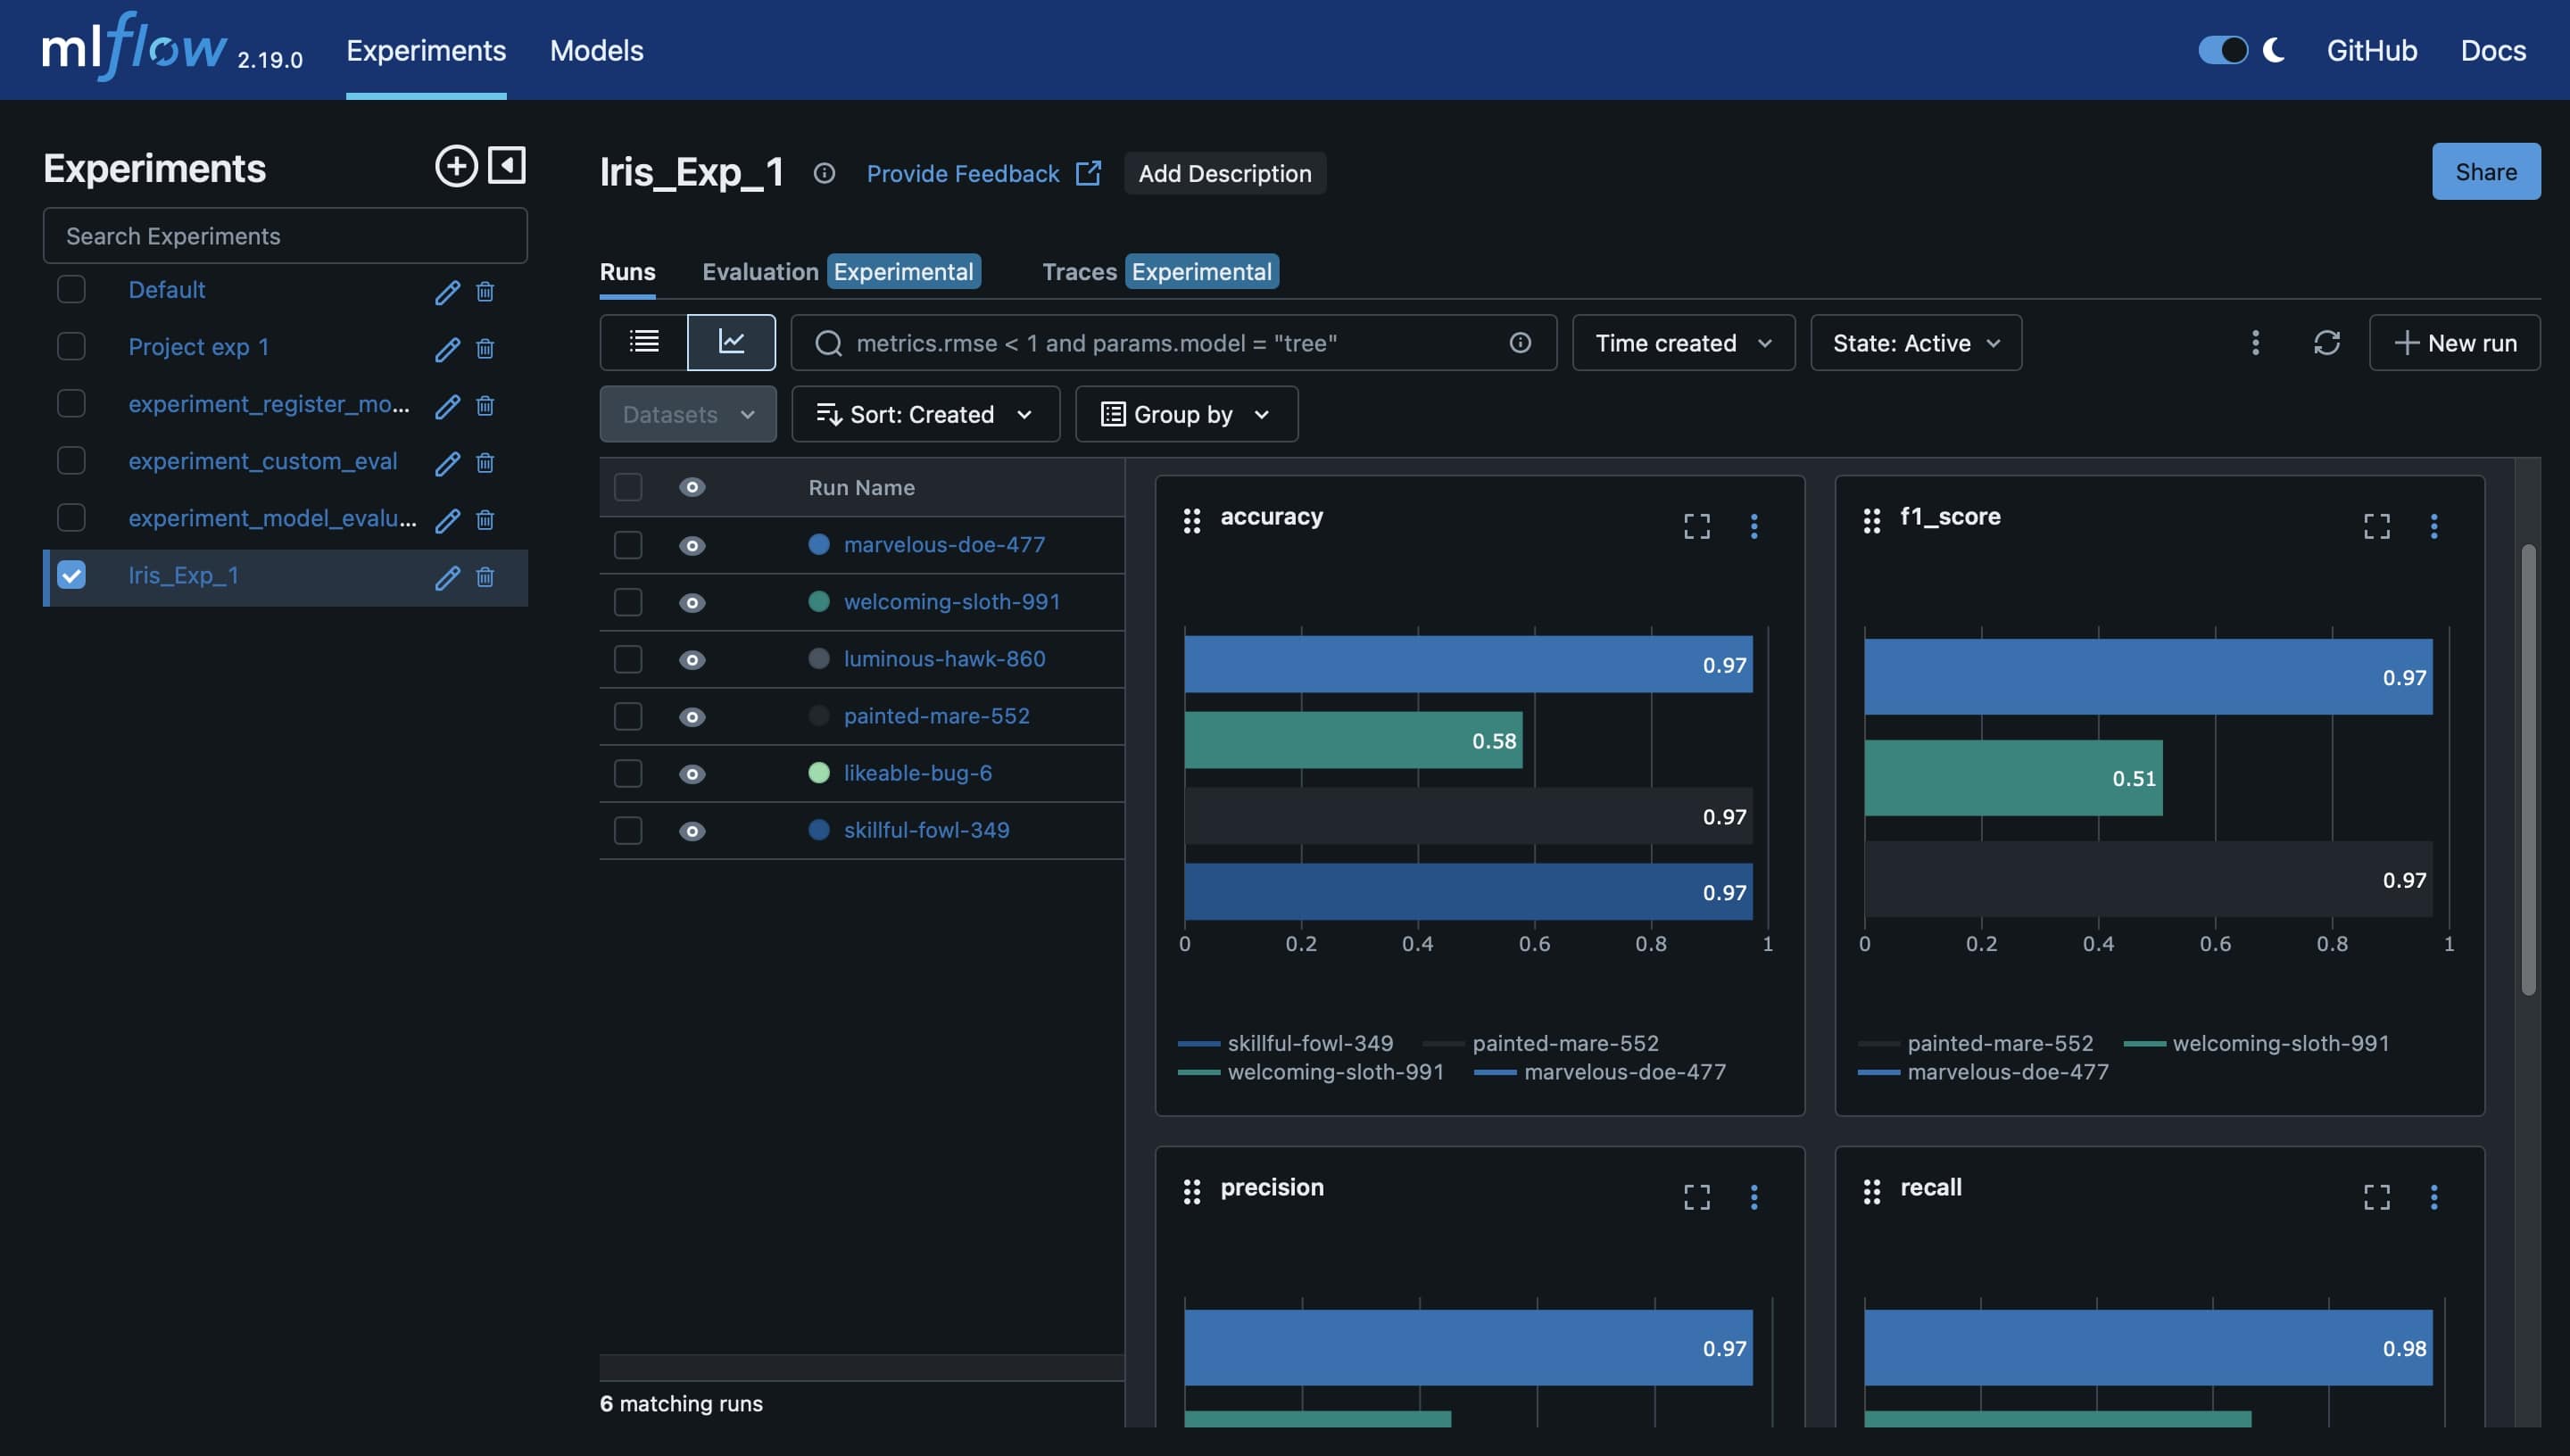 mlflow 2.19.0 Experiments Models GitHub Docs
Experiments
Search Experiments
Default
Project exp 1
experiment_register_mo...
experiment_custom_eval
experiment_model_evalu...
Iris_Exp_1
Iris_Exp_1 Provide Feedback Add Description Share
Runs Evaluation Experimental Traces Experimental
metrics.rmse < 1 and params.model = "tree" Time created State: Active New run
Datasets Sort: Created Group by
Run Name
marvelous-doe-477
welcoming-sloth-991
luminous-hawk-860
painted-mare-552
likeable-bug-6
skillful-fowl-349
6 matching runs
accuracy
0.97
0.58
0.97
0.97
0 0.2 0.4 0.6 0.8 1
skillful-fowl-349 painted-mare-552
welcoming-sloth-991 marvelous-doe-477
f1_score
0.97
0.51
0.97
0 0.2 0.4 0.6 0.8 1
painted-mare-552 welcoming-sloth-991
marvelous-doe-477
precision
0.97
recall
0.98